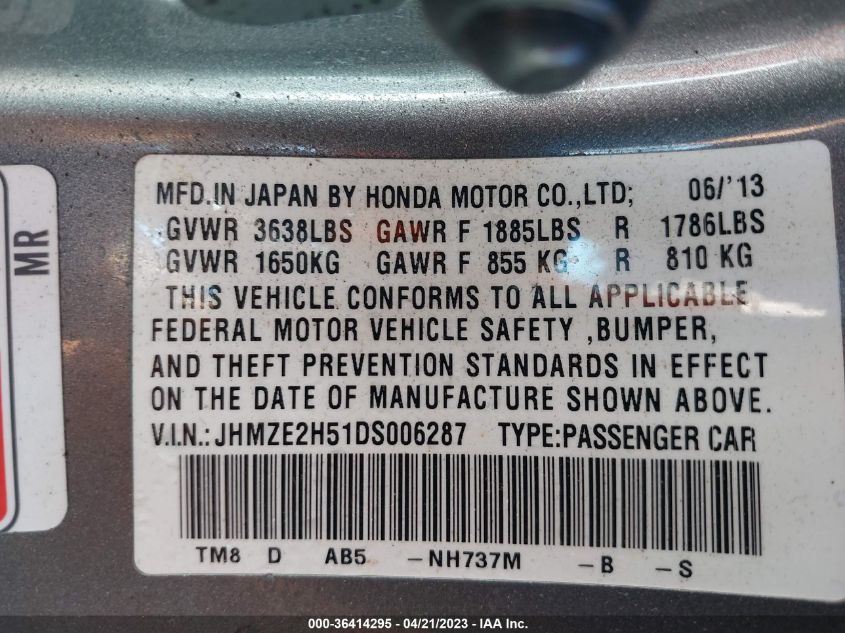 MR
MFD.IN JAPAN BY HONDA MOTOR CO.,LTD; 06/'13
GVWR 3638LBS GAWR F 1885LBS R 1786LBS
GVWR 1650KG GAWR F 855 KG R 810 KG
THIS VEHICLE CONFORMS TO ALL APPLICABLE
FEDERAL MOTOR VEHICLE SAFETY ,BUMPER,
AND THEFT PREVENTION STANDARDS IN EFFECT
ON THE DATE OF MANUFACTURE SHOWN ABOVE.
V.I.N.:JHMZE2H51DS006287 TYPE:PASSENGER CAR
TM8 D AB5 -NH737M -B -S
000-36414295 - 04/21/2023 - IAA Inc.